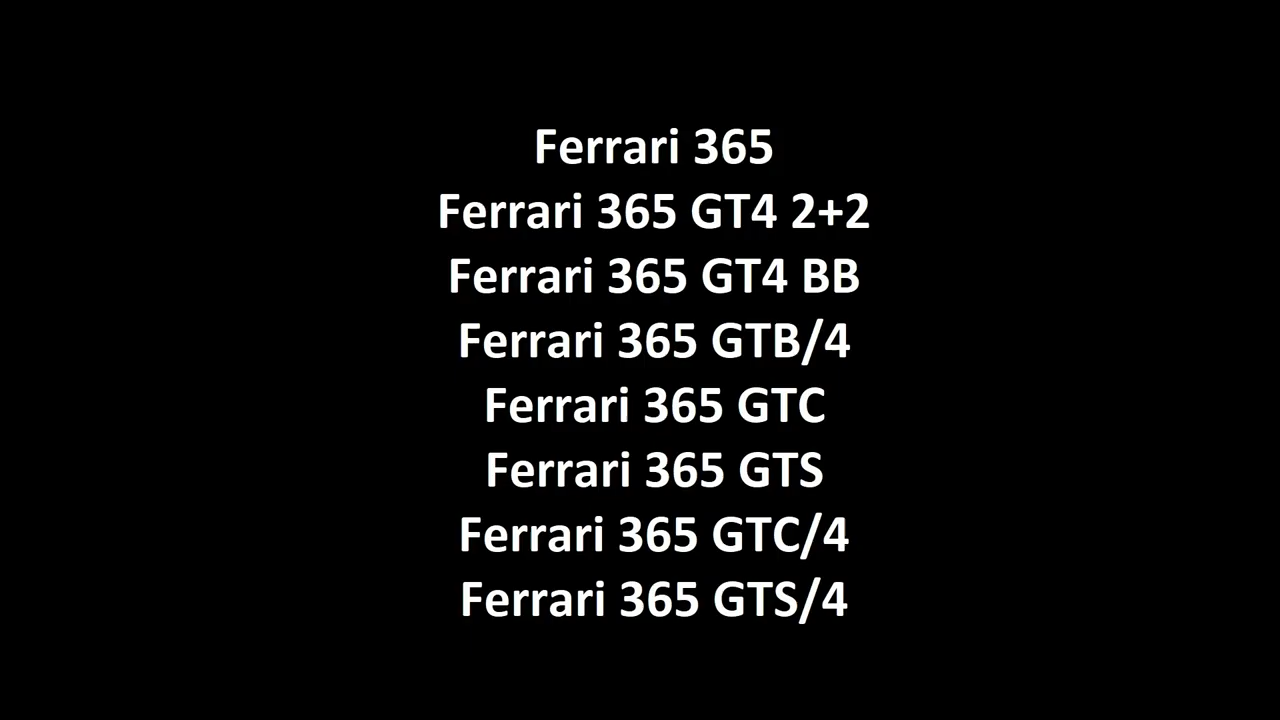 Ferrari 365
Ferrari 365 GT4 2+2
Ferrari 365 GT4 BB
Ferrari 365 GTB/4
Ferrari 365 GTC
Ferrari 365 GTS
Ferrari 365 GTC/4
Ferrari 365 GTS/4